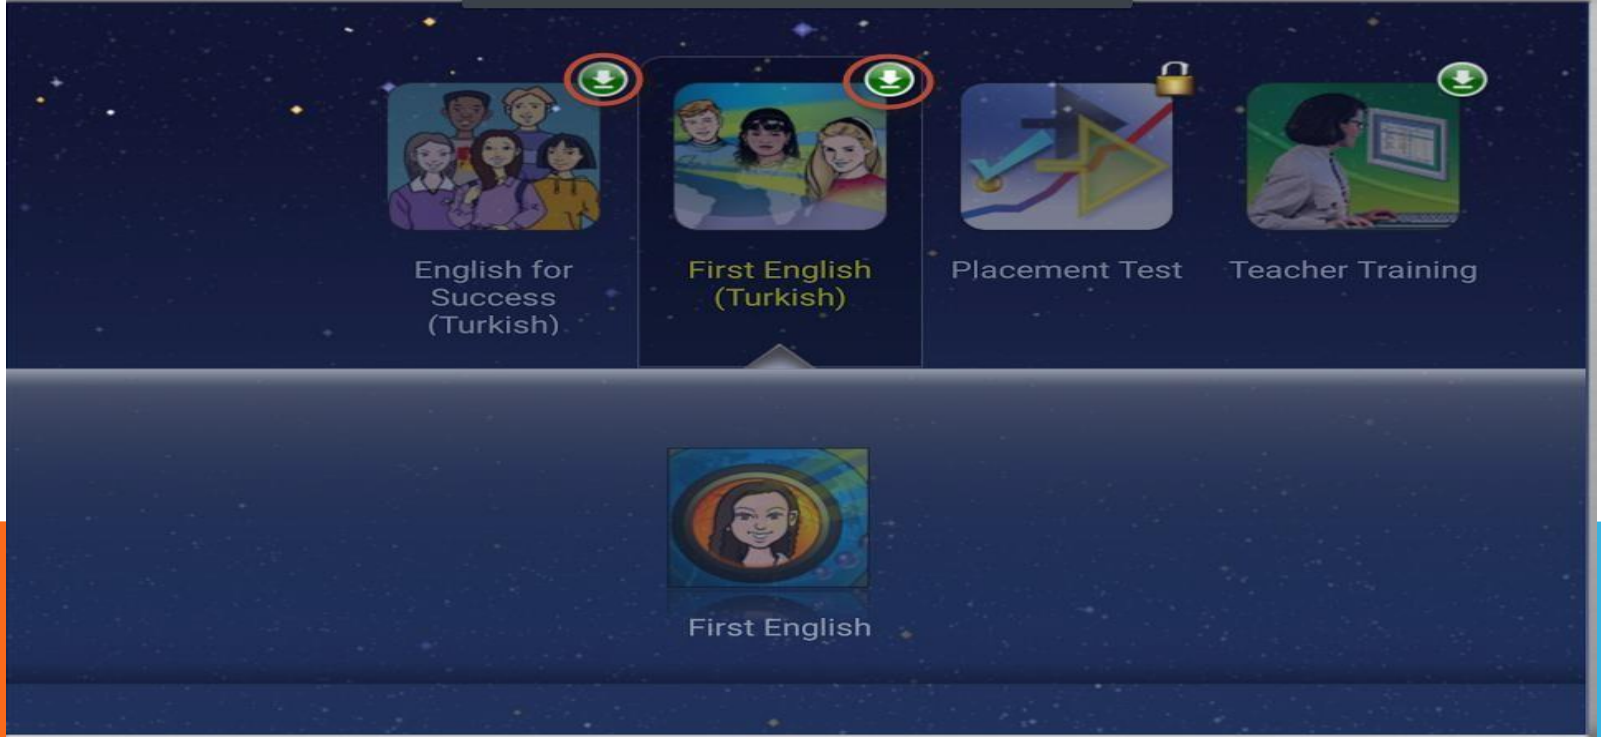 English for
Success
(Turkish)
First English
(Turkish)
Placement Test
Teacher Training
First English